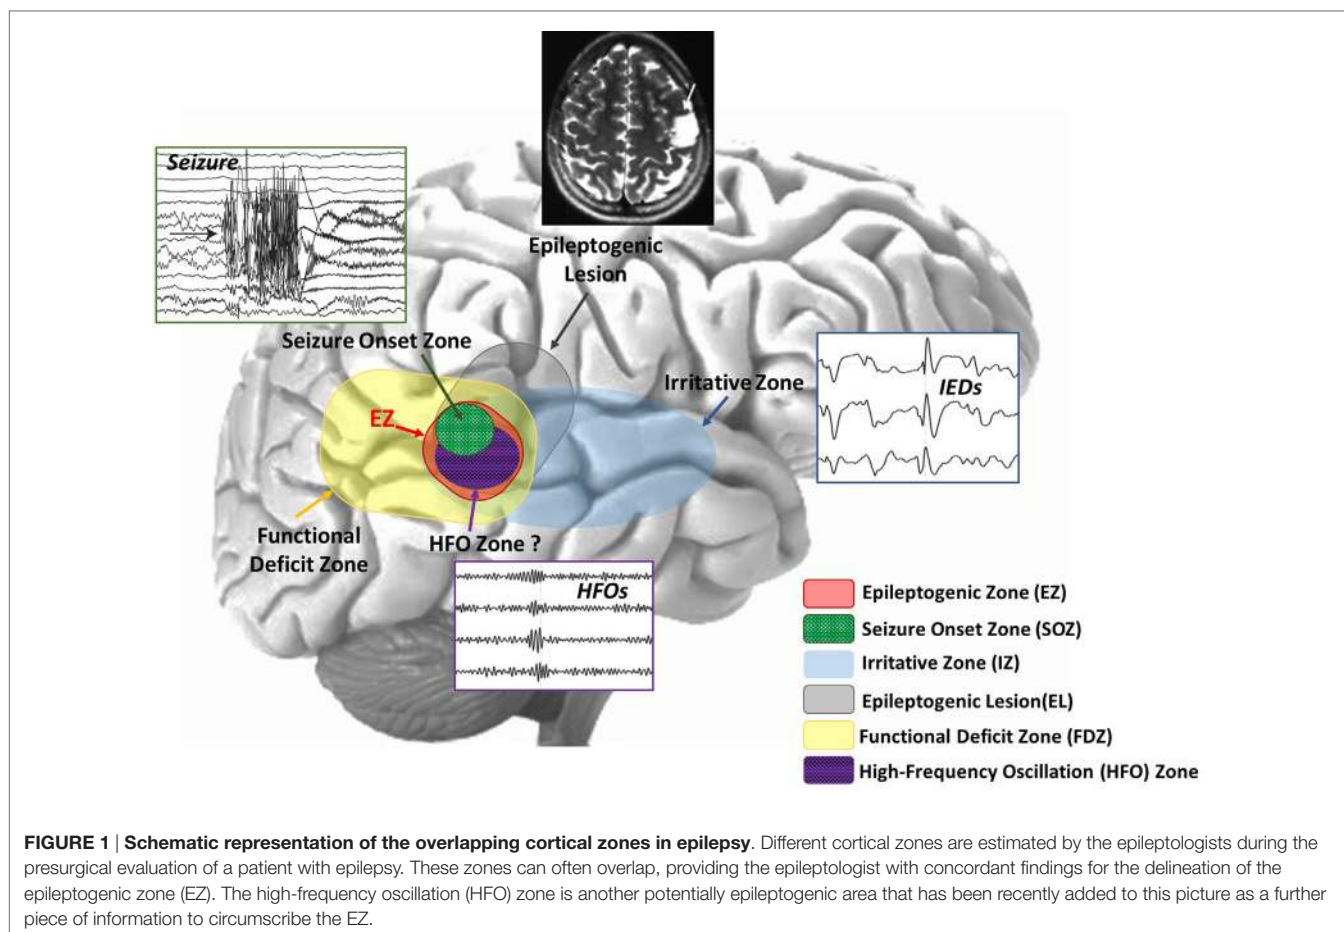 Seizure
Epileptogenic
Lesion
Seizure Onset Zone
Irritative Zone
IEDs
EZ
Functional
Deficit Zone
HFO Zone ?
HFOs
Epileptogenic Zone (EZ)
Seizure Onset Zone (SOZ)
Irritative Zone (IZ)
Epileptogenic Lesion(EL)
Functional Deficit Zone (FDZ)
High-Frequency Oscillation (HFO) Zone
FIGURE 1 | Schematic representation of the overlapping cortical zones in epilepsy. Different cortical zones are estimated by the epileptologists during the
presurgical evaluation of a patient with epilepsy. These zones can often overlap, providing the epileptologist with concordant findings for the delineation of the
epileptogenic zone (EZ). The high-frequency oscillation (HFO) zone is another potentially epileptogenic area that has been recently added to this picture as a further
piece of information to circumscribe the EZ.